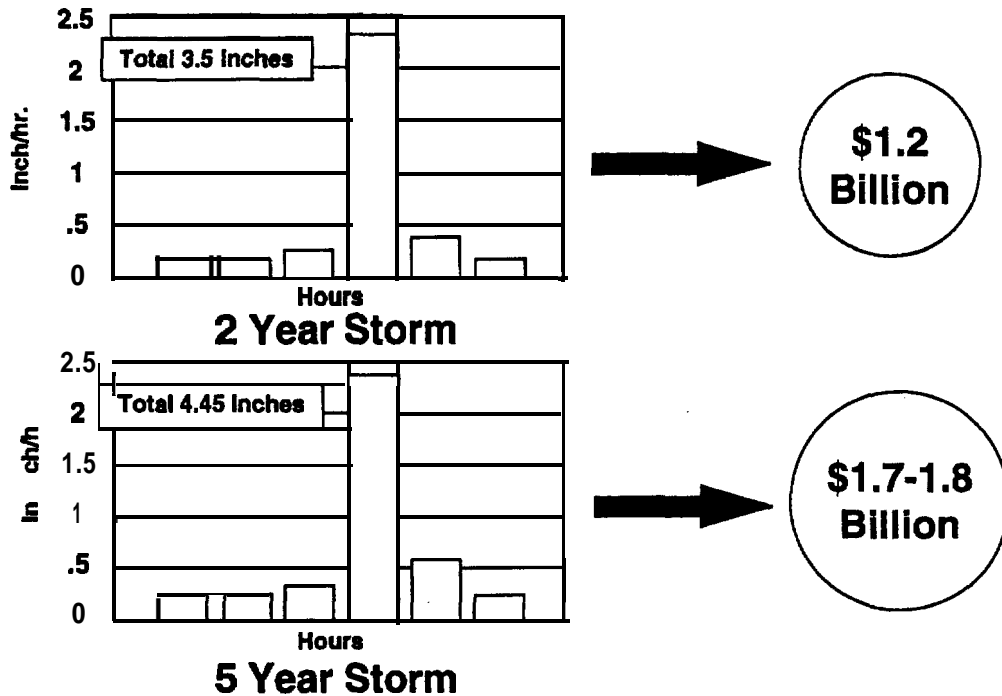 2.5
Total 3.5 Inches
2
1.5
1
.5
0
Inch/hr.
Hours
2 Year Storm
$1.2
Billion
2.5
Total 4.45 Inches
2
1.5
1
.5
0
In ch/h
Hours
5 Year Storm
$1.7-1.8
Billion